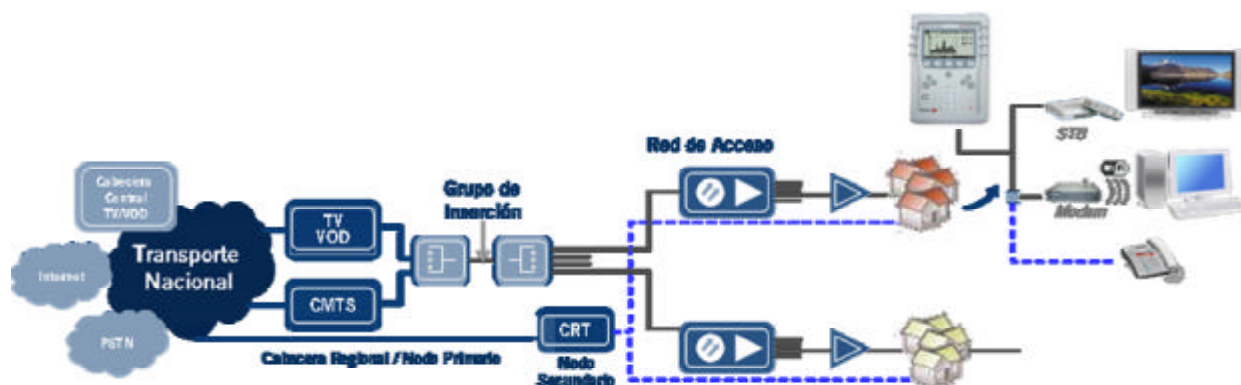 Cabecera
Central
TV/VOD
Internet
Transporte
Nacional
PSTN
TV
VOD
CMTS
Cabecera Regional / Nodo Primario
Grupo de
Inserción
CRT
Nodo
Secundario
Red de Acceso
STB
Modem